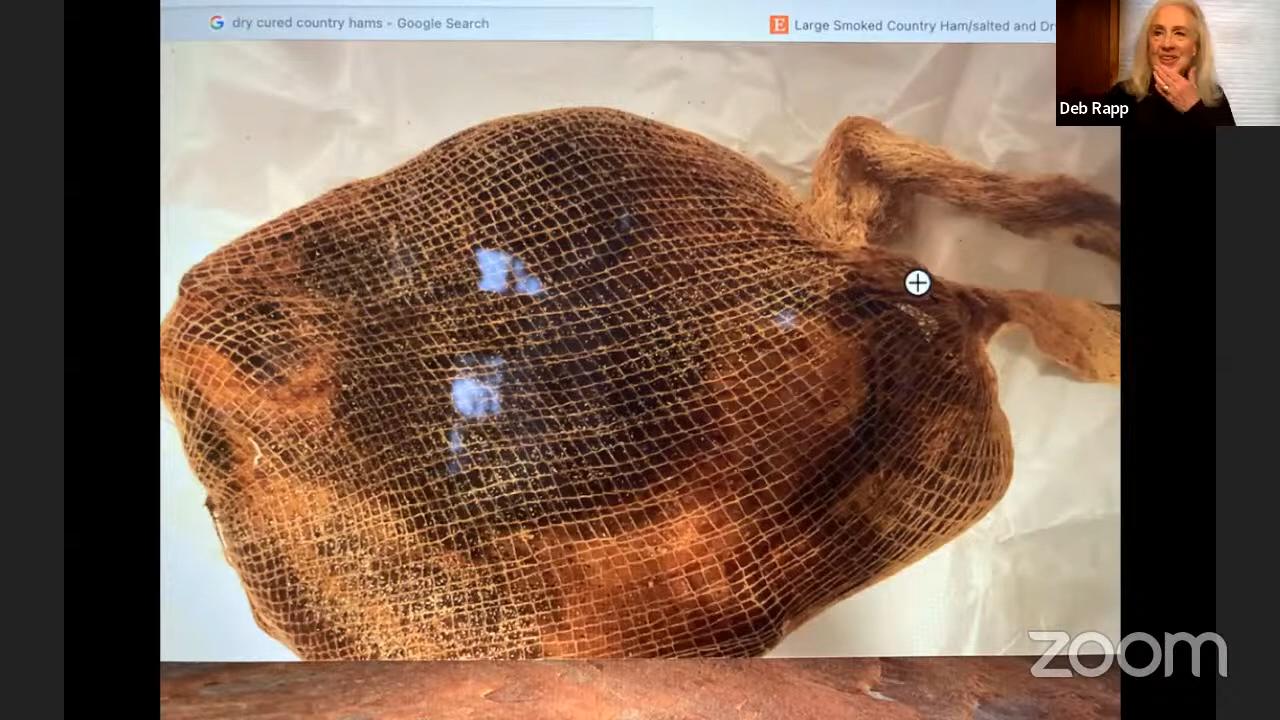 dry cured country hams - Google Search
E Large Smoked Country Ham/salted and Dr
Deb Rapp
zoom